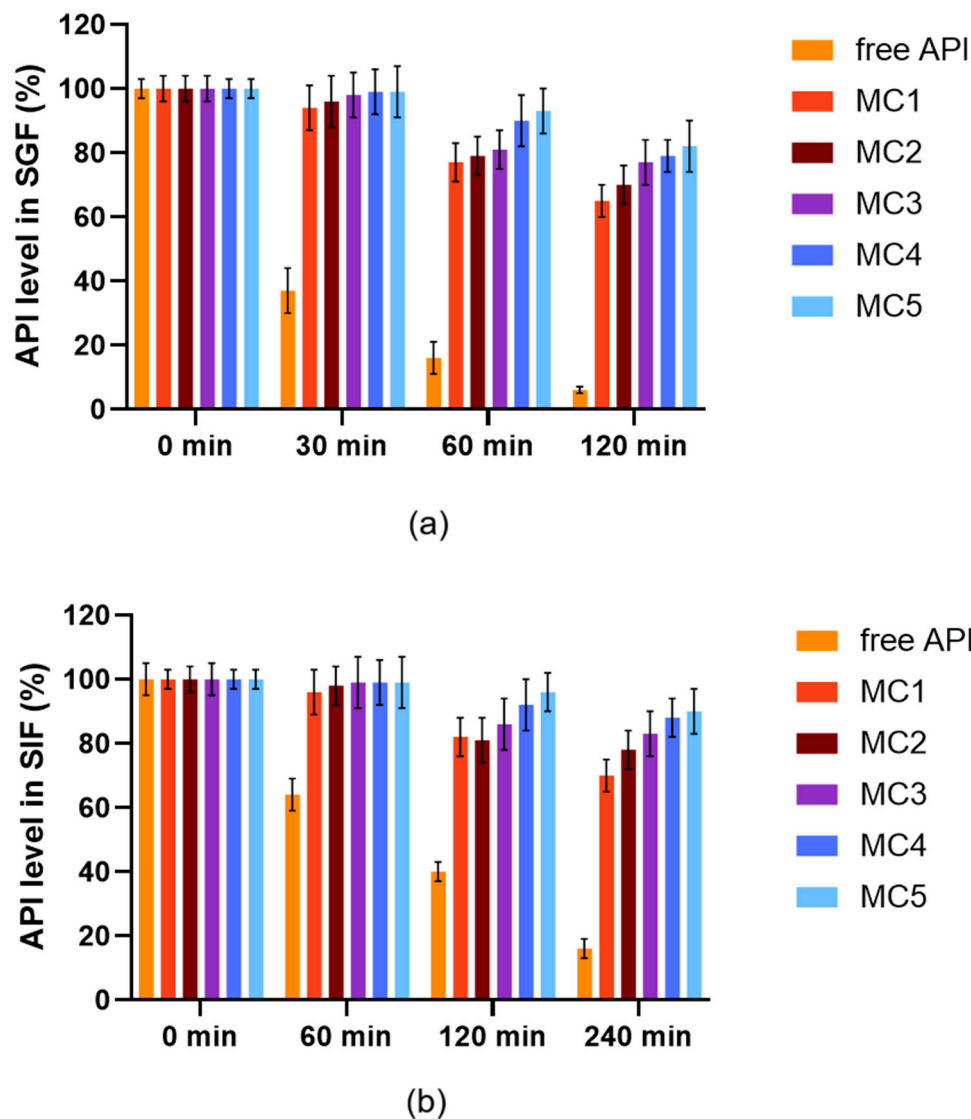 API level in SGF (%)
120
100
80
60
40
20
0
0 min 30 min 60 min 120 min
free API
MC1
MC2
MC3
MC4
MC5
(a)
API level in SIF (%)
120
100
80
60
40
20
0
0 min 60 min 120 min 240 min
free API
MC1
MC2
MC3
MC4
MC5
(b)